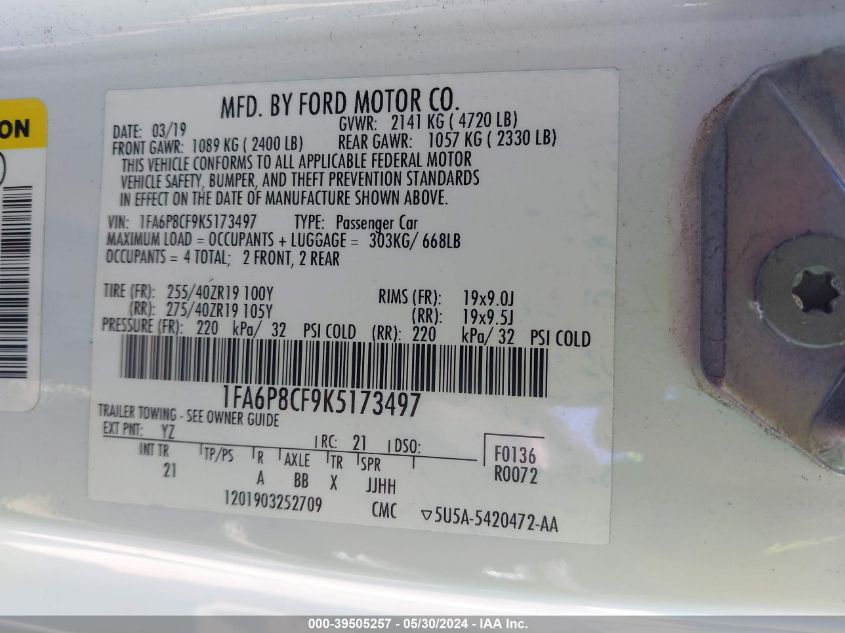 ION
MFD. BY FORD MOTOR CO.
DATE: 03/19 GVWR: 2141 KG ( 4720 LB)
FRONT GAWR: 1089 KG ( 2400 LB) REAR GAWR: 1057 KG ( 2330 LB)
THIS VEHICLE CONFORMS TO ALL APPLICABLE FEDERAL MOTOR
VEHICLE SAFETY, BUMPER, AND THEFT PREVENTION STANDARDS
IN EFFECT ON THE DATE OF MANUFACTURE SHOWN ABOVE.
VIN: 1FA6P8CF9K5173497 TYPE: Passenger Car
MAXIMUM LOAD = OCCUPANTS + LUGGAGE = 303KG/ 668LB
OCCUPANTS = 4 TOTAL; 2 FRONT, 2 REAR
TIRE (FR): 255/40ZR19 100Y RIMS (FR): 19x9.0J
(RR): 275/40ZR19 105Y (RR): 19x9.5J
PRESSURE (FR): 220 kPa/ 32 PSI COLD (RR): 220 kPa/ 32 PSI COLD
1FA6P8CF9K5173497
TRAILER TOWING - SEE OWNER GUIDE
EXT PNT: YZ RC: 21 DSO: F0136
INT TR TP/PS R AXLE TR SPR R0072
21 A BB X JJHH
1201903252709 CMC ▽5U5A-5420472-AA
000-39505257 - 05/30/2024 - IAA Inc.